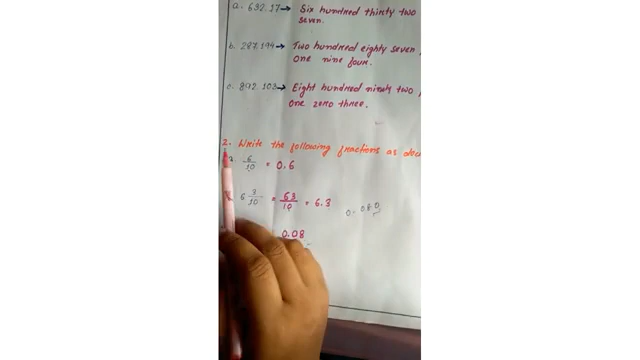 a. 632.17 → Six hundred thirty two
seven.
b. 287.194 → Two hundred eighty seven
one nine four.
c. 892.103 → Eight hundred ninety two
one zero three.
2. Write the following fractions as
a. 6/10 = 0.6
6 3/10 = 63/10 = 6.3
0.08